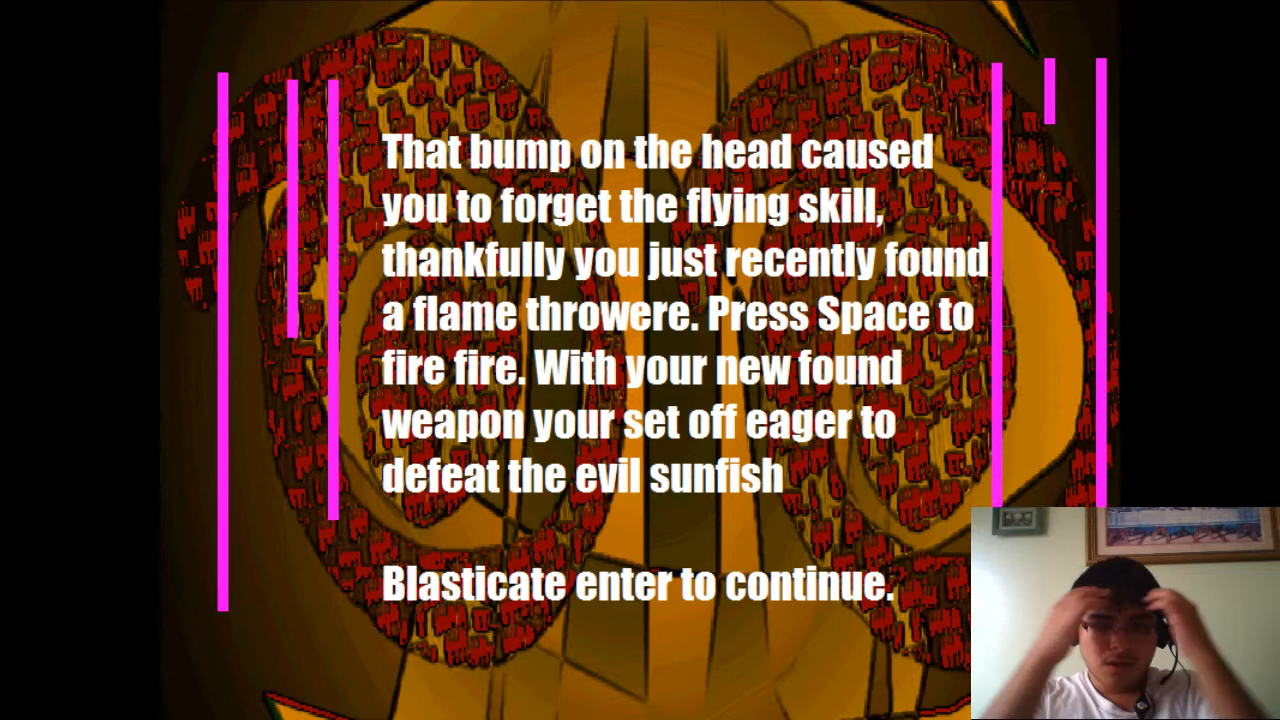 That bump on the head caused
you to forget the flying skill,
thankfully you just recently found
a flame throwere. Press Space to
fire fire. With your new found
weapon your set off eager to
defeat the evil sunfish
Blasticate enter to continue.